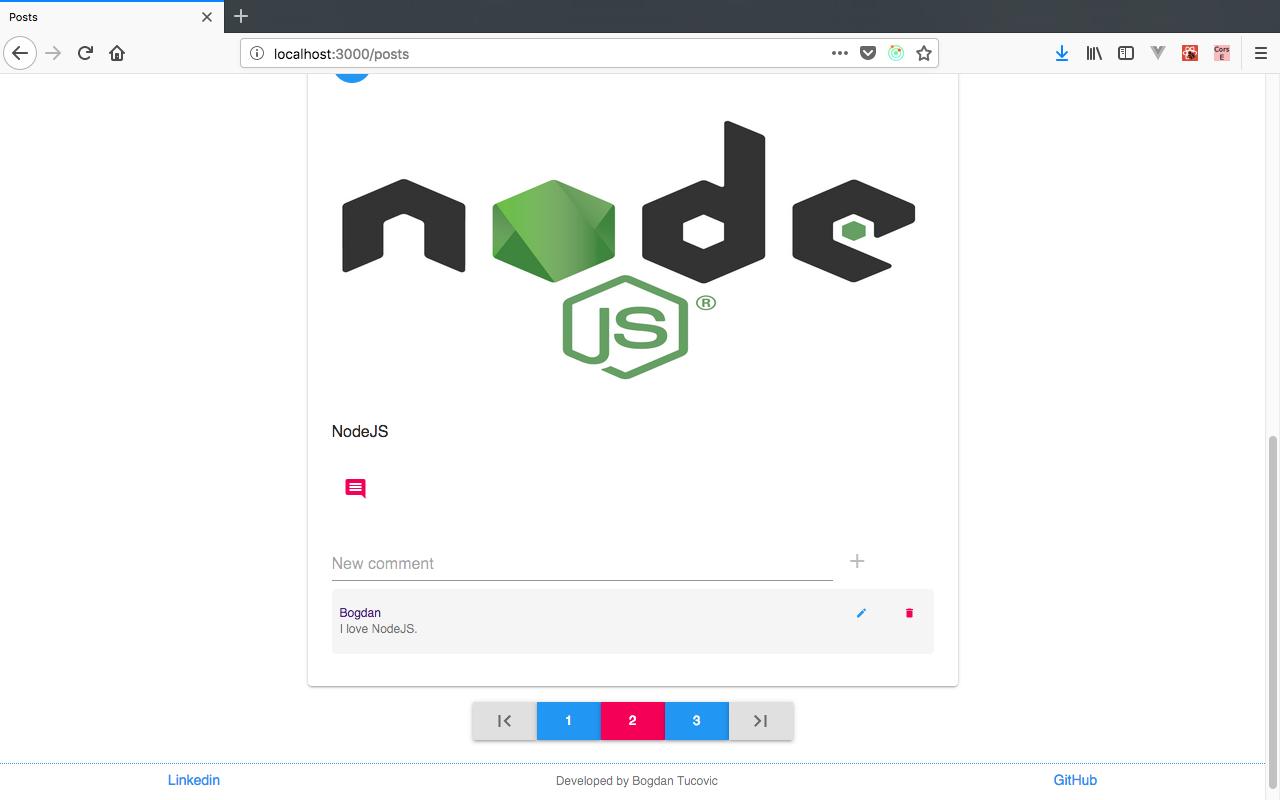 Posts
localhost:3000/posts
Cors
E
node
JS®
NodeJS
New comment
Bogdan
I love NodeJS.
1 2 3
Linkedin Developed by Bogdan Tucovic GitHub